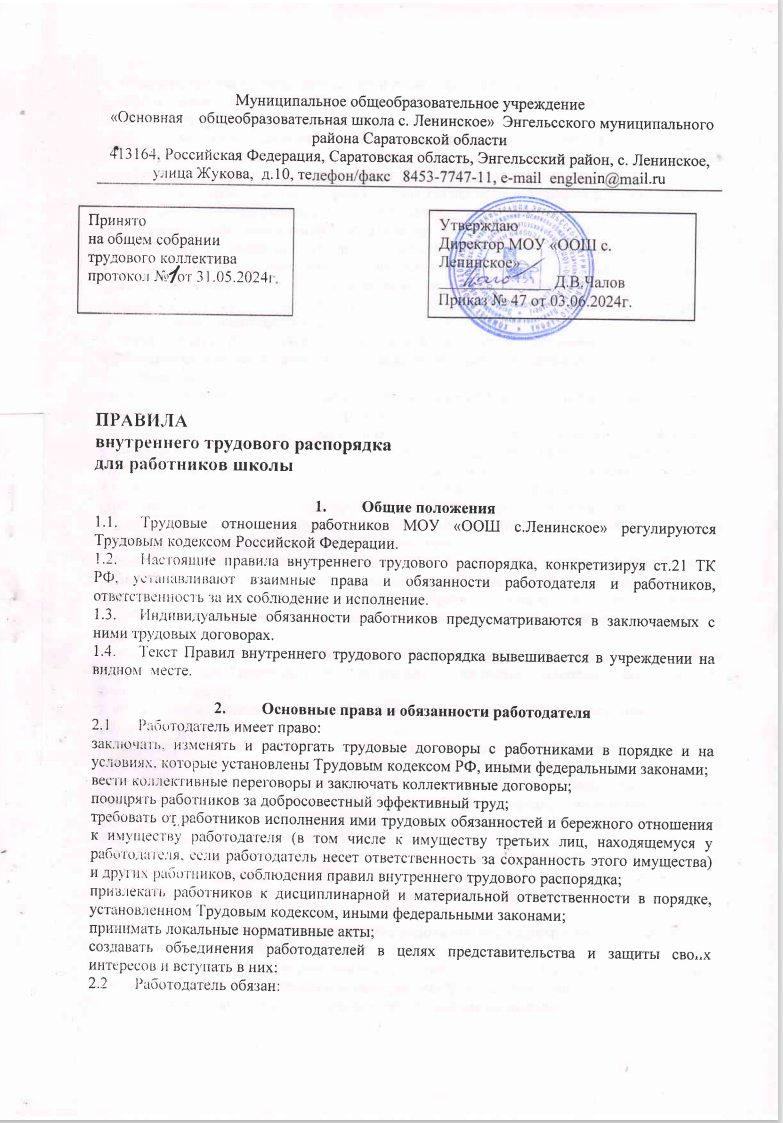 Муниципальное общеобразовательное учреждение
«Основная общеобразовательная школа с. Ленинское» Энгельсского муниципального
района Саратовской области
413164, Российская Федерация, Саратовская область, Энгельсский район, с. Ленинское,
улица Жукова, д.10, телефон/факс 8453-7747-11, e-mail englenin@mail.ru
Принято
на общем собрании
трудового коллектива
протокол №1 от 31.05.2024г.
Утверждаю
Директор МОУ «ООШ с.
Ленинское»
Д.В.Чалов
Приказ № 47 от 03.06.2024г.
ПРАВИЛА
внутреннего трудового распорядка
для работников школы
1. Общие положения
1.1. Трудовые отношения работников МОУ «ООШ с.Ленинское» регулируются
Трудовым кодексом Российской Федерации.
1.2. Настоящие правила внутреннего трудового распорядка, конкретизируя ст.21 ТК
РФ, устанавливают взаимные права и обязанности работодателя и работников,
ответственность за их соблюдение и исполнение.
1.3. Индивидуальные обязанности работников предусматриваются в заключаемых с
ними трудовых договорах.
1.4. Текст Правил внутреннего трудового распорядка вывешивается в учреждении на
видном месте.
2. Основные права и обязанности работодателя
2.1 Работодатель имеет право:
заключать, изменять и расторгать трудовые договоры с работниками в порядке и на
условиях, которые установлены Трудовым кодексом РФ, иными федеральными законами;
вести коллективные переговоры и заключать коллективные договоры;
поощрять работников за добросовестный эффективный труд;
требовать от работников исполнения ими трудовых обязанностей и бережного отношения
к имуществу работодателя (в том числе к имуществу третьих лиц, находящемуся у
работодателя, если работодатель несет ответственность за сохранность этого имущества)
и других работников, соблюдения правил внутреннего трудового распорядка;
привлекать работников к дисциплинарной и материальной ответственности в порядке,
установленном Трудовым кодексом, иными федеральными законами;
принимать локальные нормативные акты;
создавать объединения работодателей в целях представительства и защиты своих
интересов и вступать в них;
2.2 Работодатель обязан: